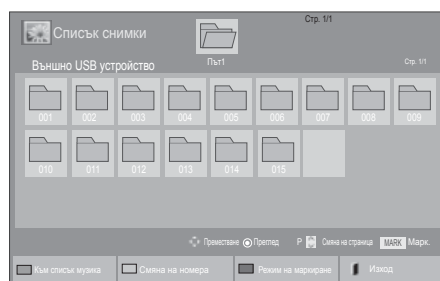 Стр. 1/1
Списък снимки
Път1
Външно USB устройство
Стр. 1/1
001 002 003 004 005 006 007 008 009
010 011 012 013 014 015
Преместване Преглед P Смяна на страница MARK Марк.
Към списък музика Смяна на номера Режим на маркиране Изход